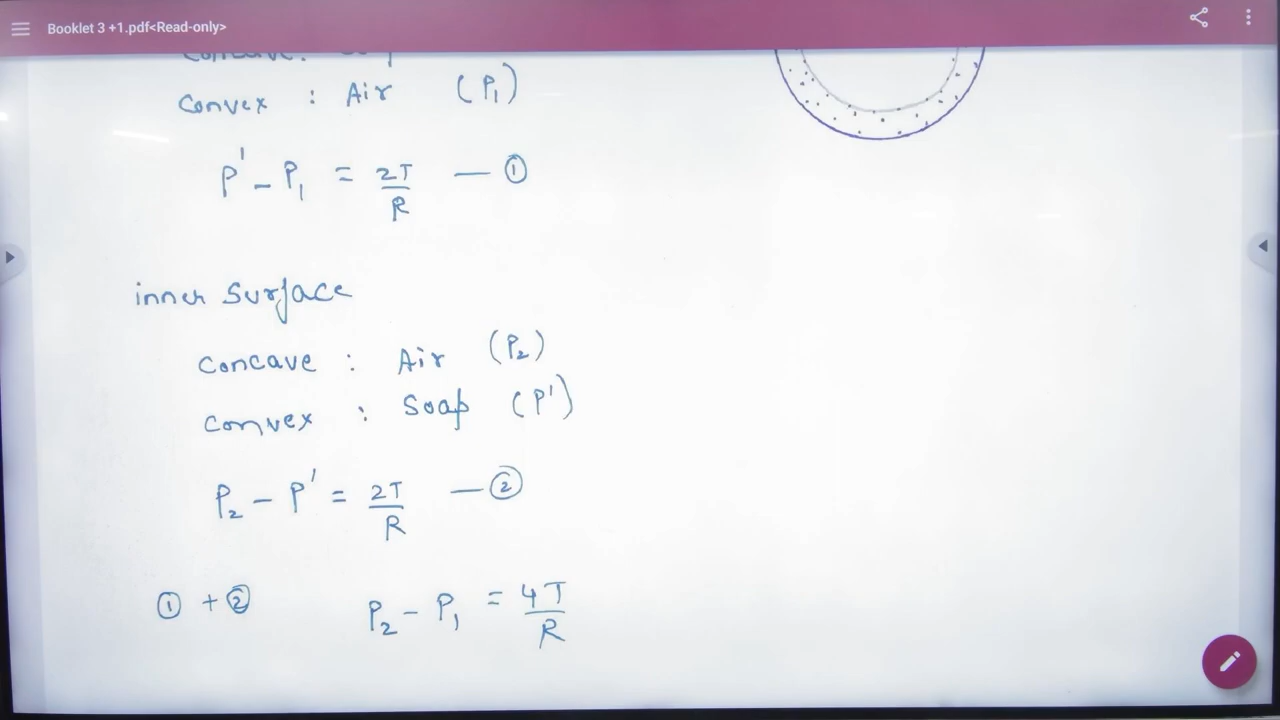 Booklet 3 +1.pdf<Read-only>
Convex : Air (P₁)
P' - P₁ = 2T/R — ①
inner Surface
Concave : Air (P₂)
Convex : Soap (P')
P₂ - P' = 2T/R — ②
① + ② P₂ - P₁ = 4T/R